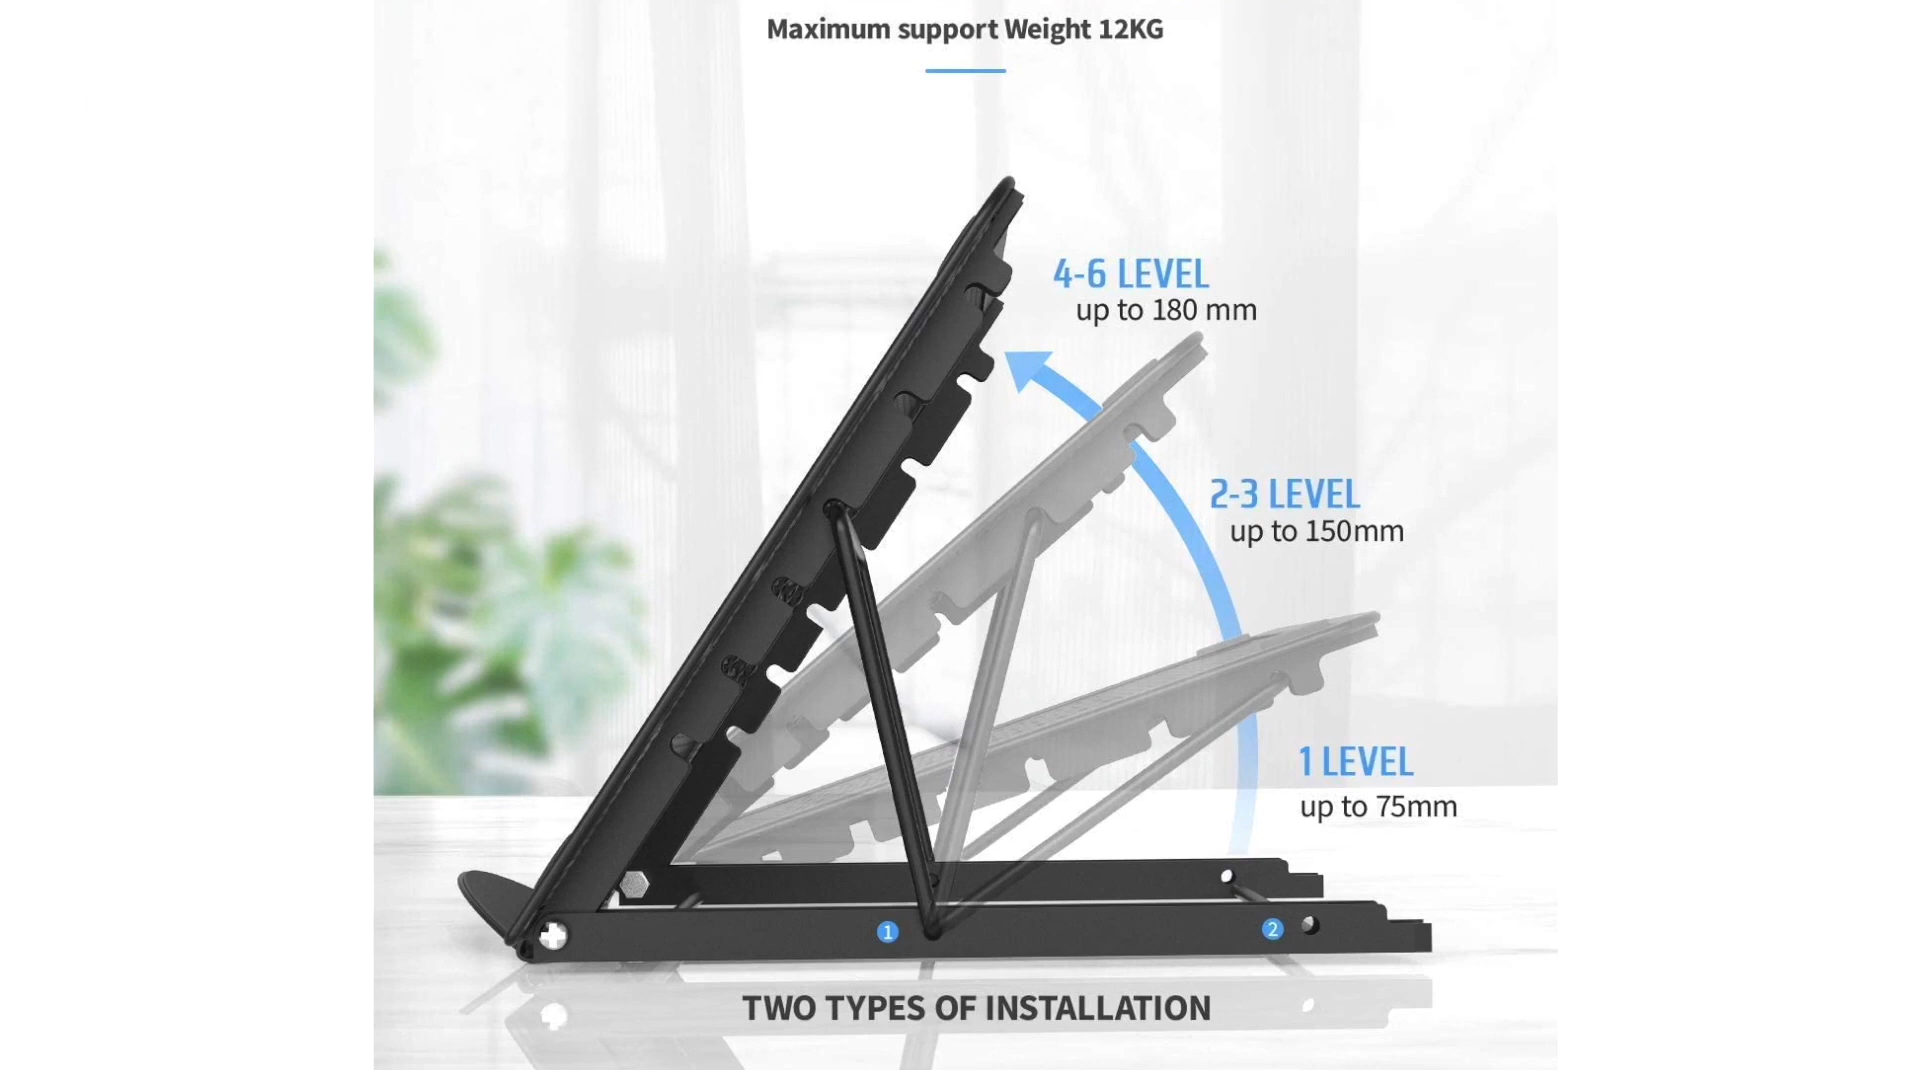 Maximum support Weight 12KG
4-6 LEVEL
up to 180 mm
2-3 LEVEL
up to 150mm
1 LEVEL
up to 75mm
1
2
TWO TYPES OF INSTALLATION